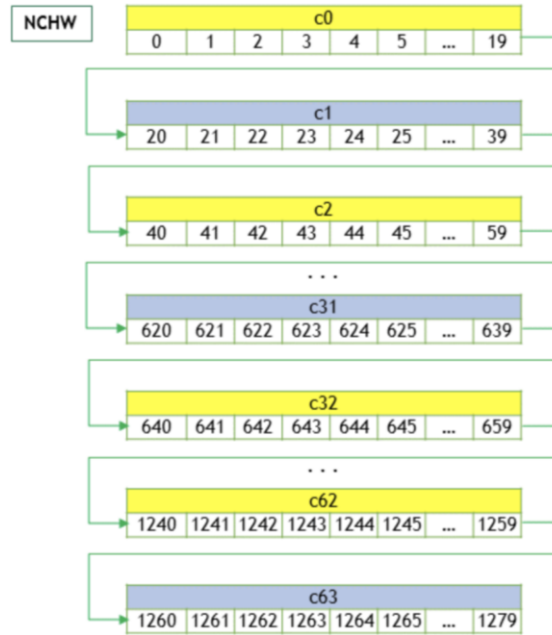 NCHW
c0
0 1 2 3 4 5 ... 19
c1
20 21 22 23 24 25 ... 39
c2
40 41 42 43 44 45 ... 59
...
c31
620 621 622 623 624 625 ... 639
c32
640 641 642 643 644 645 ... 659
...
c62
1240 1241 1242 1243 1244 1245 ... 1259
c63
1260 1261 1262 1263 1264 1265 ... 1279